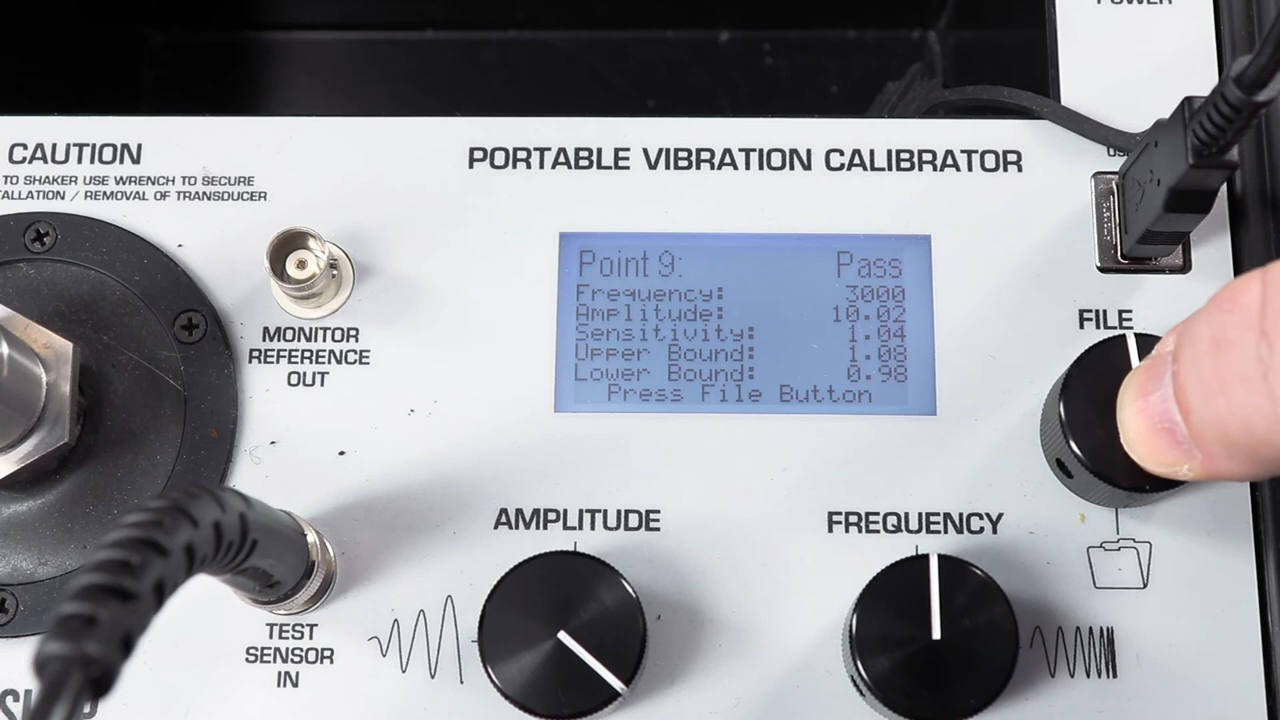 POWER
CAUTION
TO SHAKER USE WRENCH TO SECURE
/ REMOVAL OF TRANSDUCER
PORTABLE VIBRATION CALIBRATOR
Point 9: Pass
Frequency: 3000
Amplitude: 10.02
Sensitivity: 1.04
Upper Bound: 1.08
Lower Bound: 0.98
Press File Button
MONITOR
REFERENCE
OUT
FILE
AMPLITUDE
FREQUENCY
TEST
SENSOR
IN